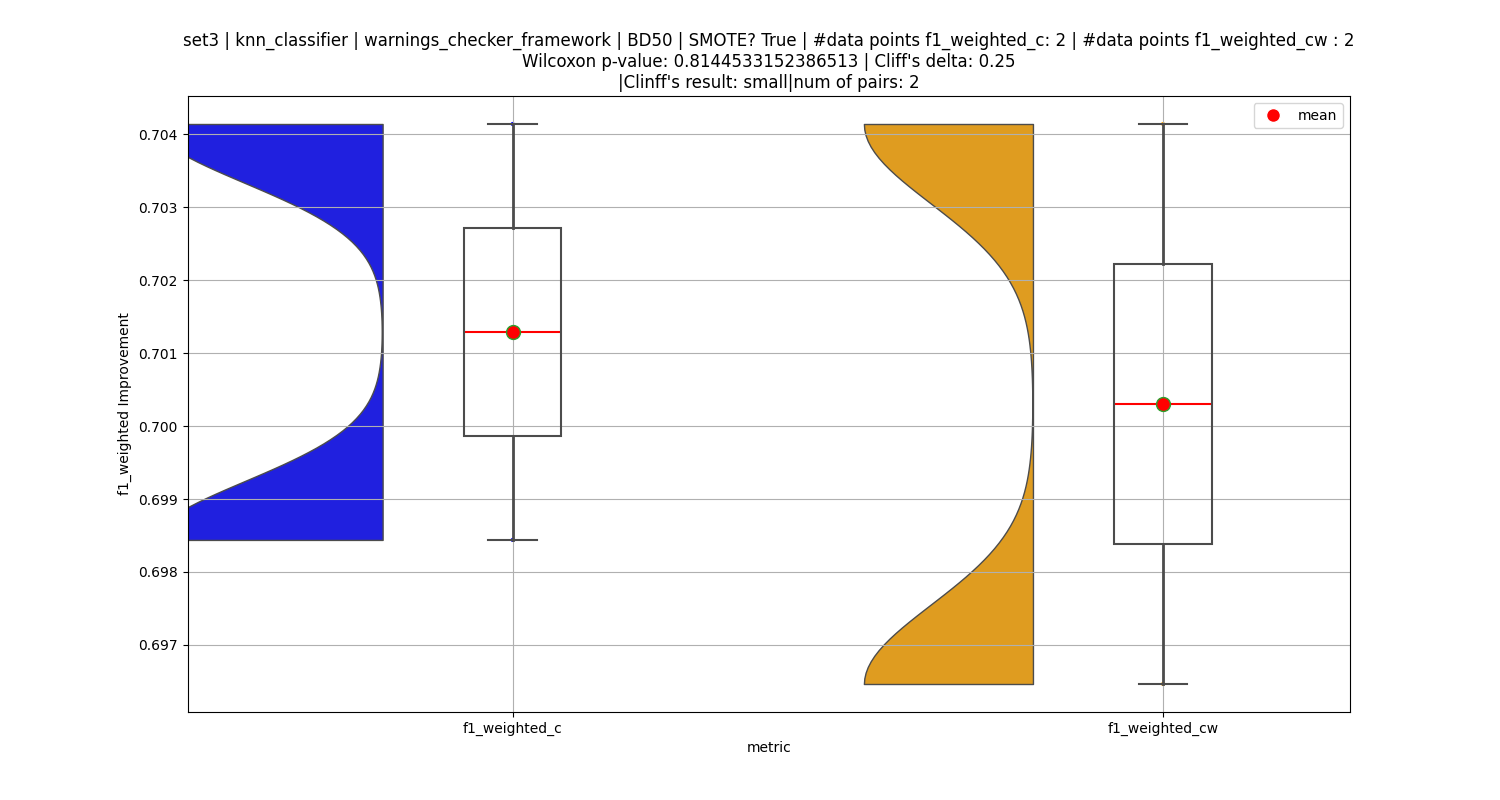 set3 | knn_classifier | warnings_checker_framework | BD50 | SMOTE? True | #data points f1_weighted_c: 2 | #data points f1_weighted_cw : 2
Wilcoxon p-value: 0.8144533152386513 | Cliff's delta: 0.25
|Clinff's result: small|num of pairs: 2
mean
0.704
0.703
0.702
0.701
0.700
0.699
0.698
0.697
f1_weighted Improvement
f1_weighted_c
f1_weighted_cw
metric